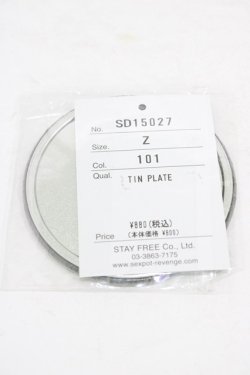 No. SD15027
Size. Z
Col. 101
Qual. TIN PLATE
Price ¥880(税込)
(本体価格 ¥800)
STAY FREE Co., Ltd.
03-3863-7175
www.sexpot-revenge.com